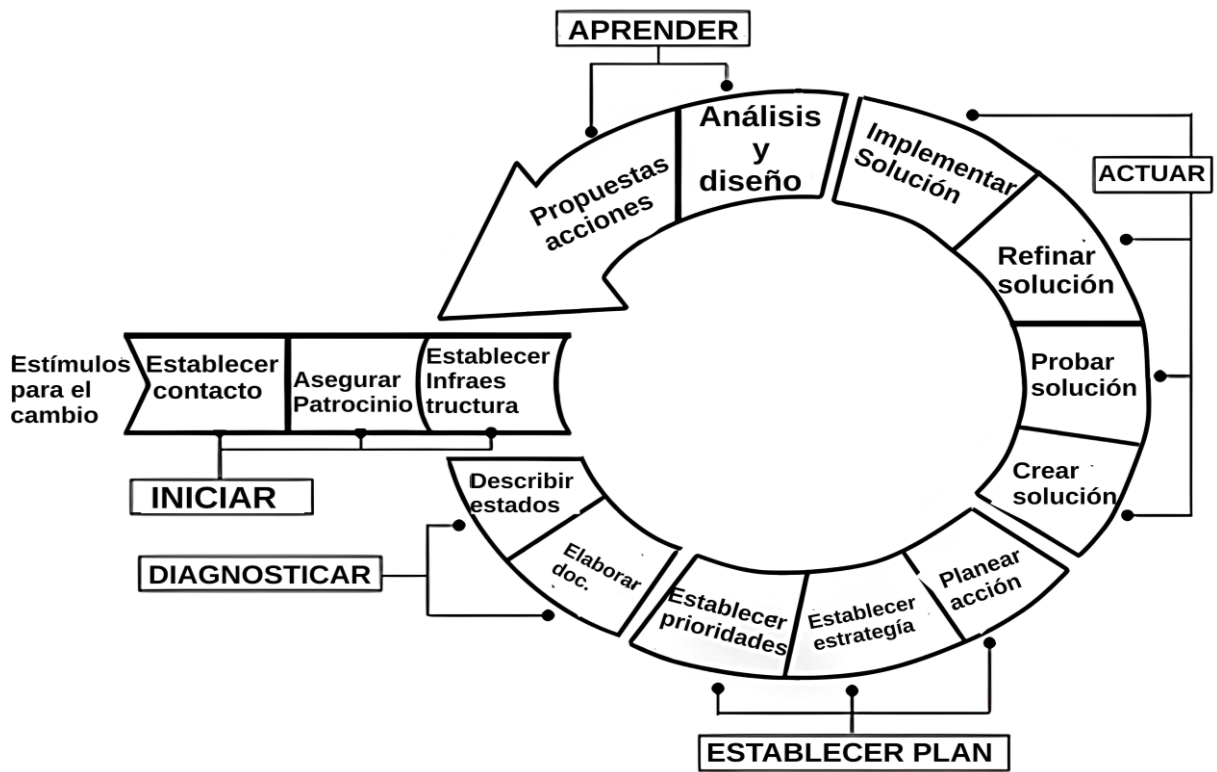 APRENDER
Análisis
y
diseño
Propuestas
acciones
Implementar
Solución
ACTUAR
Refinar
solución
Probar
solución
Crear
solución
Estímulos
para el
cambio
Establecer
contacto
Asegurar
Patrocinio
Establecer
Infraes
tructura
INICIAR
Describir
estados
DIAGNOSTICAR
Elaborar
doc.
Establecer
prioridades
Establecer
estrategía
Planear
acción
ESTABLECER PLAN